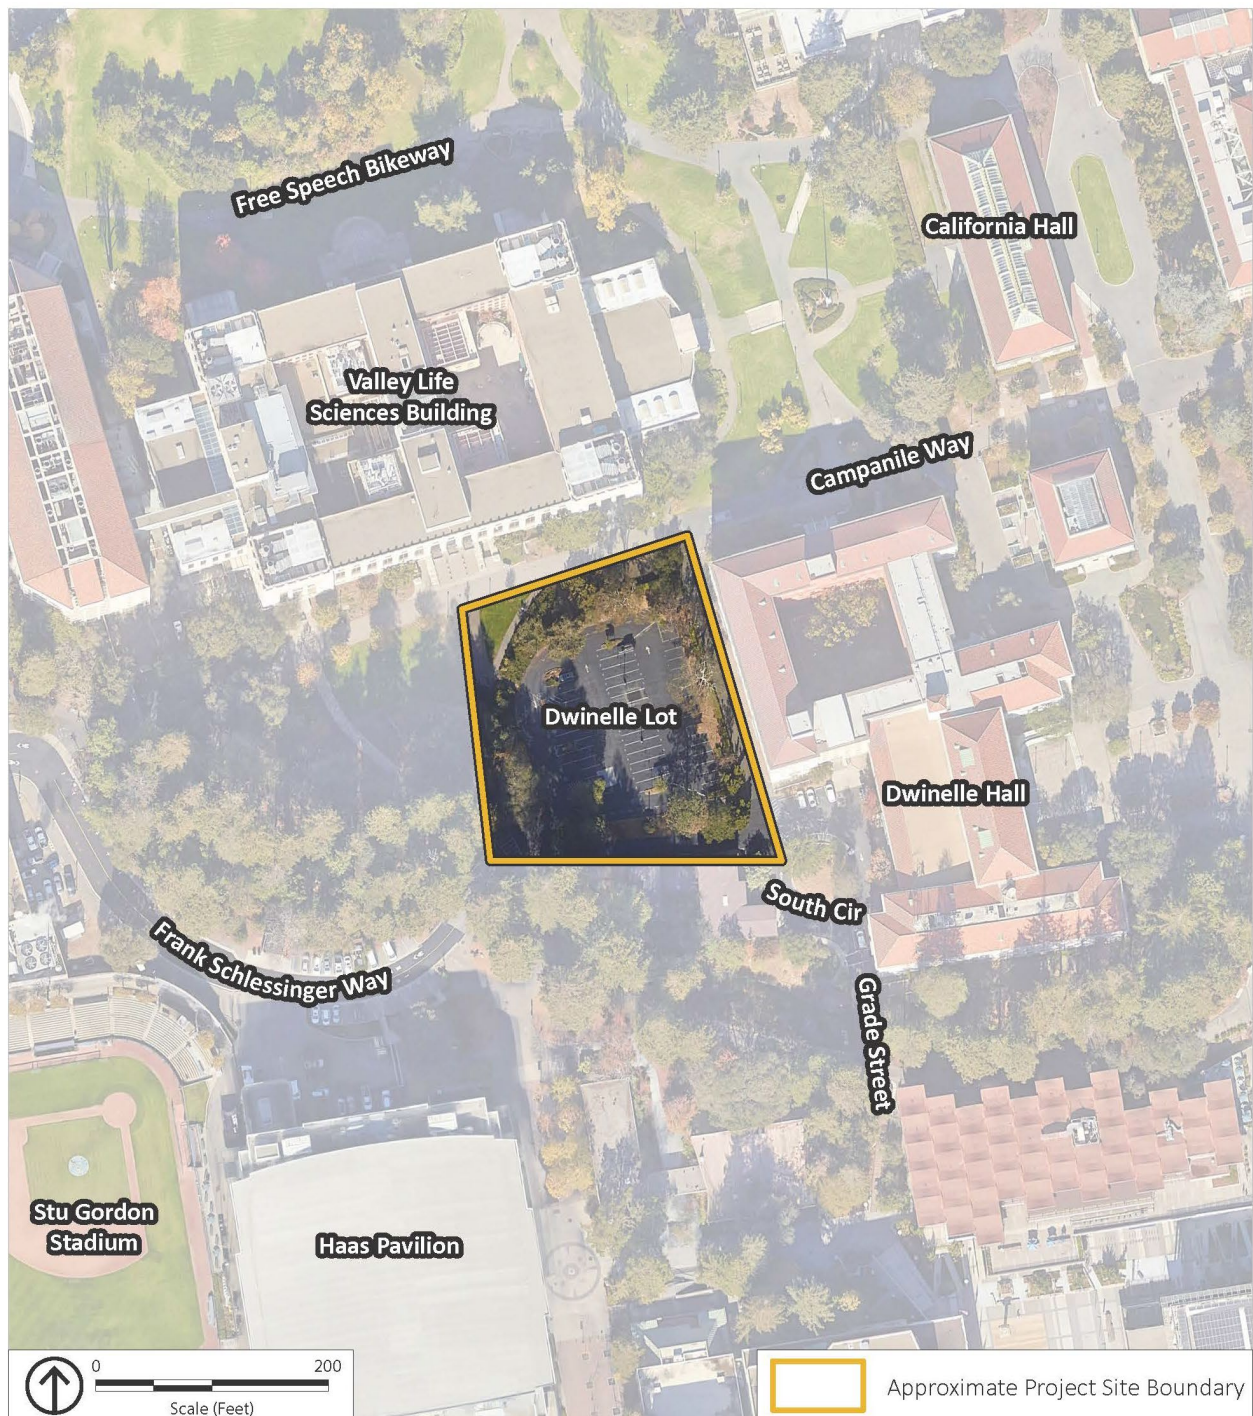 Free Speech Bikeway
California Hall
Valley Life
Sciences Building
Campanile Way
Dwinelle Lot
Dwinelle Hall
South Cir
Frank Schlessinger Way
Grade Street
Stu Gordon
Stadium
Haas Pavilion
0 200
Scale (Feet)
Approximate Project Site Boundary